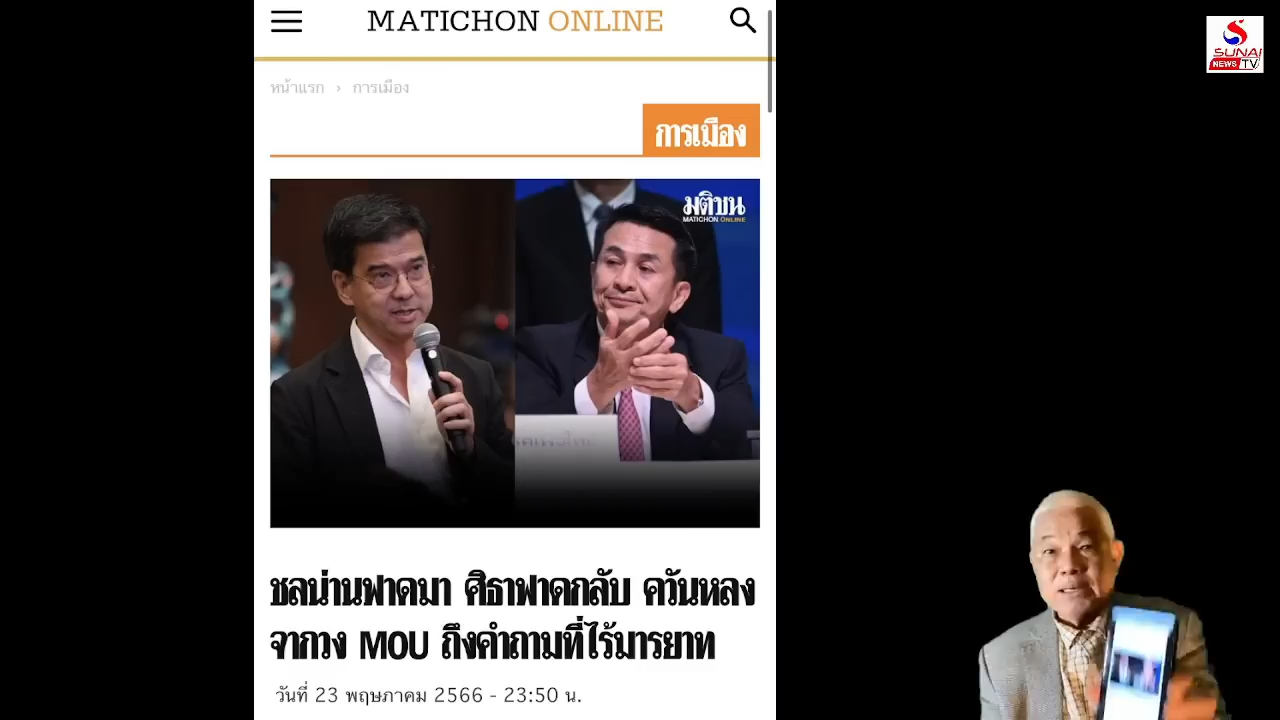 MATICHON ONLINE
SUNAI
NEWS TV
หน้าแรก › การเมือง
การเมือง
มติชน
MATICHON ONLINE
ชลน่านฟาดมา ศิธาฟาดกลับ ควันหลง
จากวง MOU ถึงคำถามที่ไร้มารยาท
วันที่ 23 พฤษภาคม 2566 - 23:50 น.